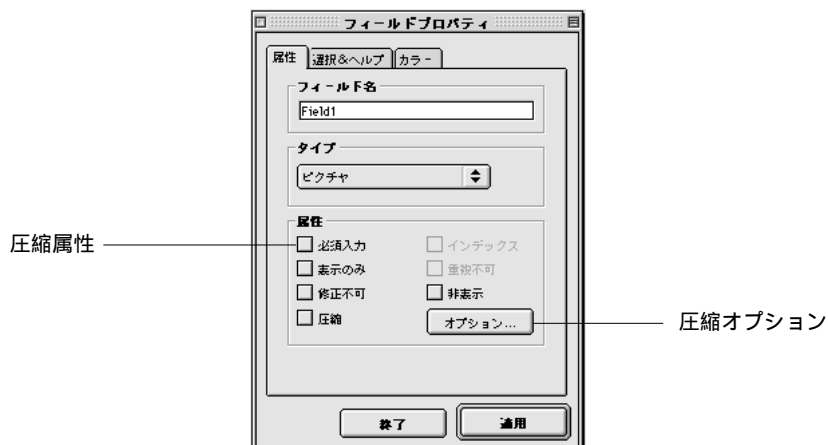 フィールドプロパティ
属性 選択&ヘルプ カラー
フィールド名
Field1
タイプ
ピクチャ
属性
圧縮属性
必須入力 インデックス
表示のみ 重複不可
修正不可 非表示
圧縮 オプション...
圧縮オプション
終了 適用